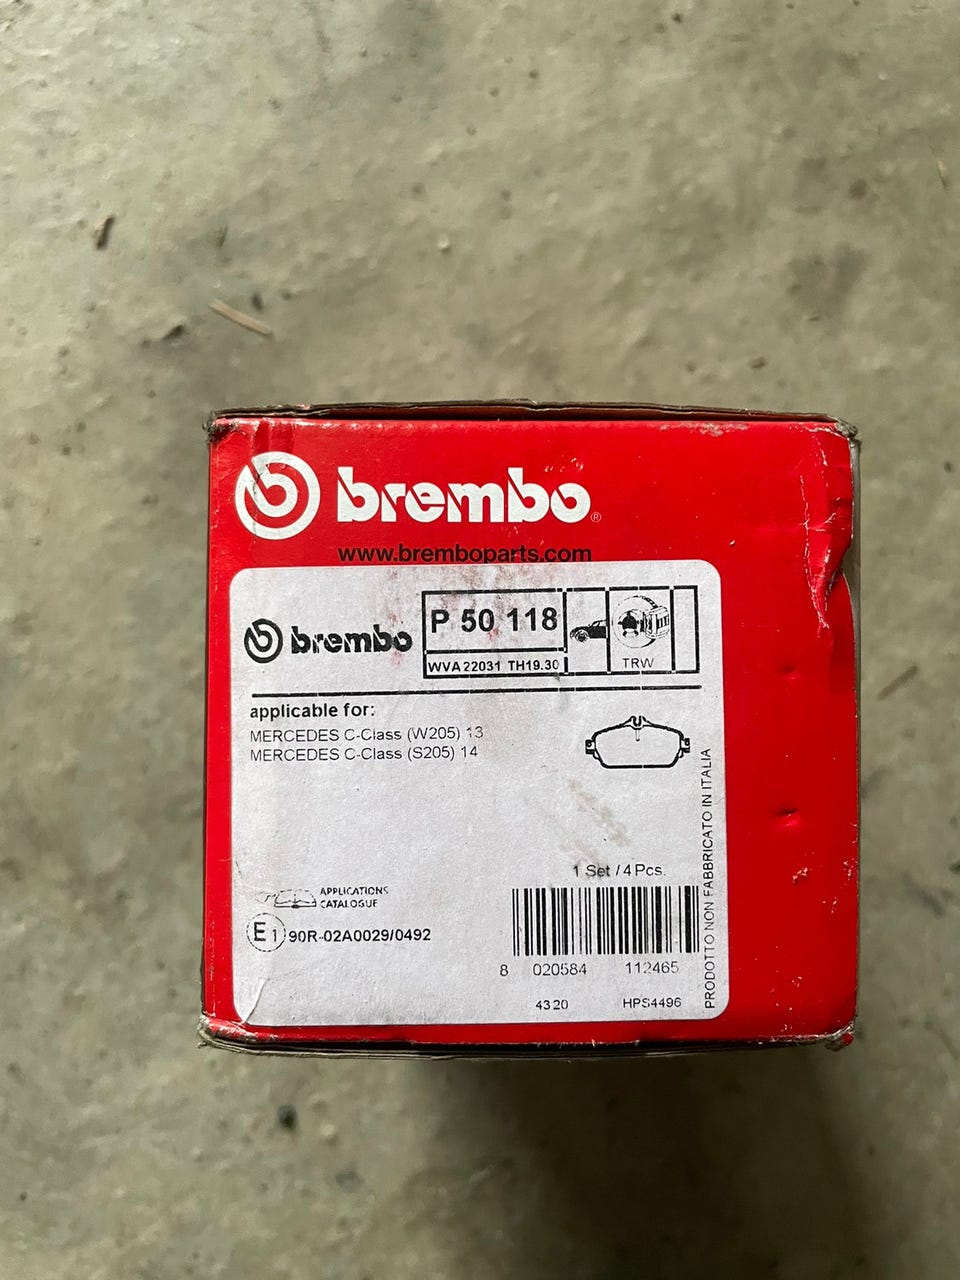 brembo®
www.bremboparts.com
brembo
P 50 118
WVA 22031 TH19.30
TRW
applicable for:
MERCEDES C-Class (W205) 13
MERCEDES C-Class (S205) 14
1 Set / 4 Pcs.
APPLICATIONS
CATALOGUE
E1 90R-02A0029/0492
8 020584 112465
4320 HPS4496
PRODOTTO NON FABBRICATO IN ITALIA